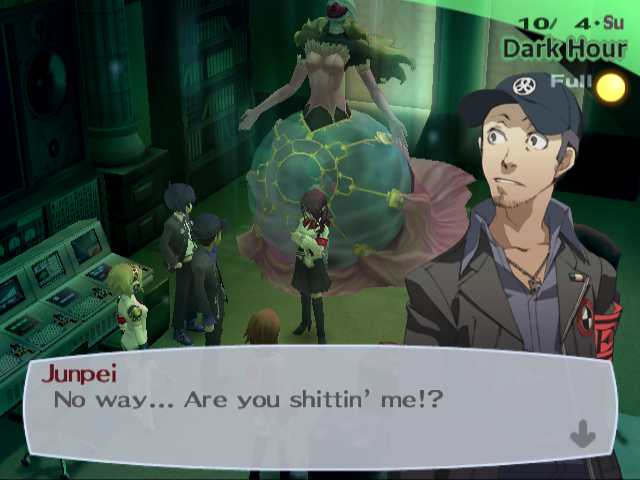 10/ 4・Su
Dark Hour
Full
Junpei
No way... Are you shittin' me!?